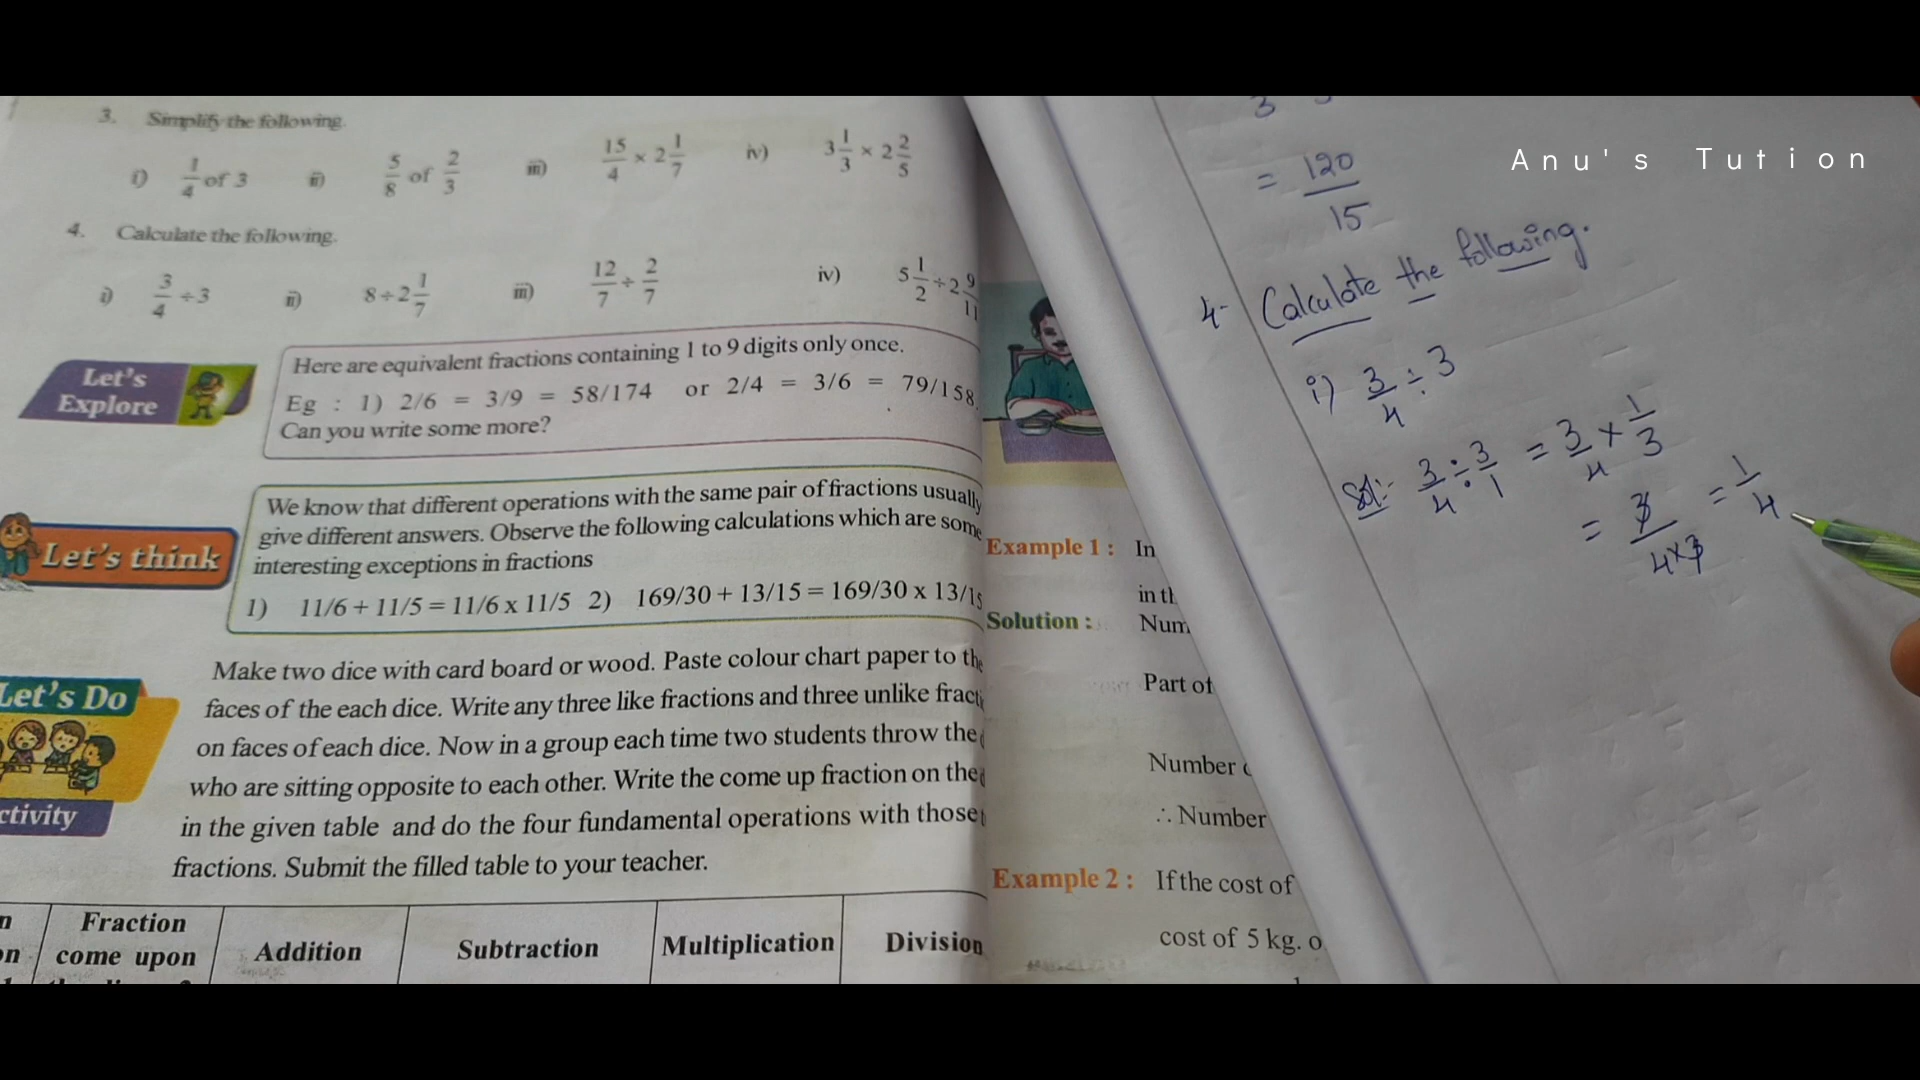 3. Simplify the following.
i) 1/4 of 3 ii) 5/8 of 2/3 iii) 15/4 × 2 1/7 iv) 3 1/3 × 2 2/5
4. Calculate the following.
i) 3/4 ÷ 3 ii) 8 ÷ 2 1/7 iii) 12/7 ÷ 2/7 iv) 5 1/2 ÷ 2 9/11
Let's
Explore
Here are equivalent fractions containing 1 to 9 digits only once.
Eg : 1) 2/6 = 3/9 = 58/174 or 2/4 = 3/6 = 79/158.
Can you write some more?
Let's think
We know that different operations with the same pair of fractions usually
give different answers. Observe the following calculations which are some
interesting exceptions in fractions
1) 11/6 + 11/5 = 11/6 x 11/5 2) 169/30 + 13/15 = 169/30 x 13/15
Let's Do
ctivity
Make two dice with card board or wood. Paste colour chart paper to the
faces of the each dice. Write any three like fractions and three unlike fracti
on faces of each dice. Now in a group each time two students throw the
who are sitting opposite to each other. Write the come up fraction on the
in the given table and do the four fundamental operations with those
fractions. Submit the filled table to your teacher.
Fraction
come upon
Addition
Subtraction
Multiplication
Division
Example 1 : In
in th
Solution :
Num
Part of
Number
∴ Number
Example 2 : If the cost of
cost of 5 kg. o
Anu's Tution
= 120/15
4- Calculate the following.
i) 3/4 ÷ 3
Sol:- 3/4 ÷ 3/1 = 3/4 × 1/3
= 3/4×3 = 1/4